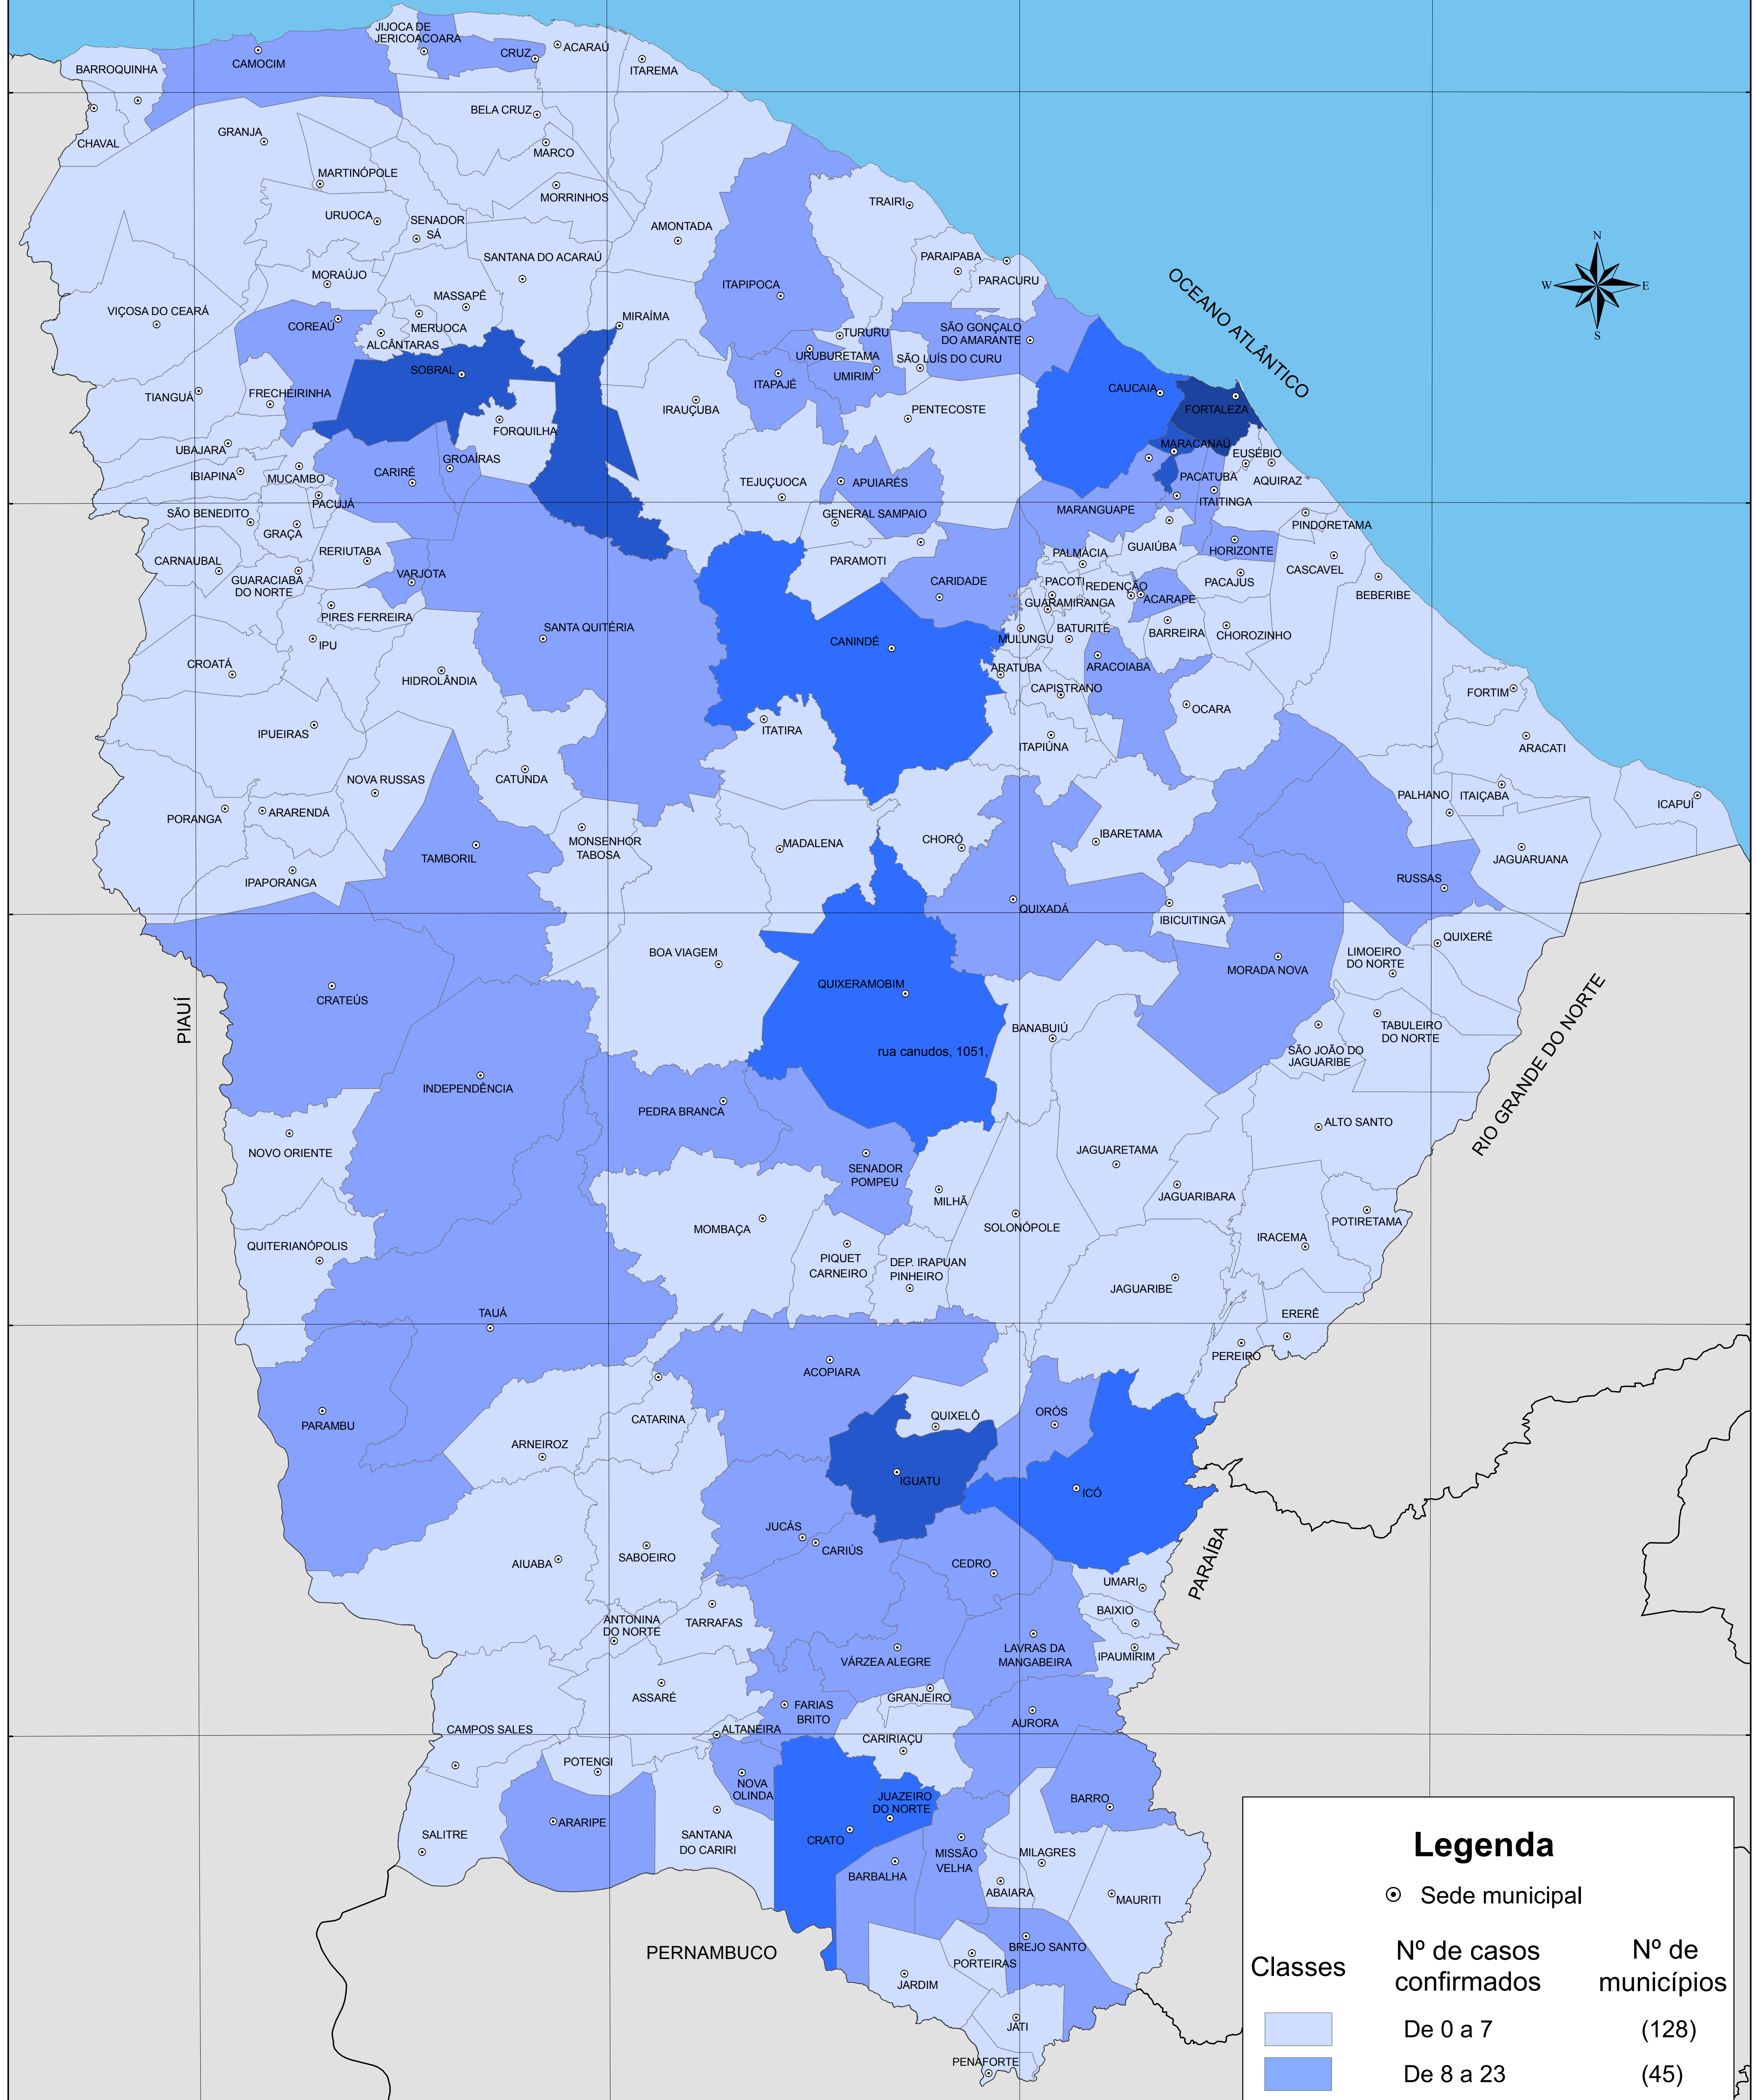 JIJOCA DE
JERICOACOARA
ACARAÚ
CRUZ
CAMOCIM
BARROQUINHA
ITAREMA
BELA CRUZ
GRANJA
CHAVAL
MARCO
MARTINÓPOLE
MORRINHOS
TRAIRI
URUOCA
SENADOR
SÁ
AMONTADA
N
W
E
S
SANTANA DO ACARAÚ
PARAIPABA
PARACURU
MORAÚJO
ITAPIPOCA
OCEANO ATLÂNTICO
MASSAPÊ
VIÇOSA DO CEARÁ
MIRAÍMA
COREAÚ
MERUOCA
TURURU
SÃO GONÇALO
DO AMARANTE
ALCÂNTARAS
URUBURETAMA
SÃO LUÍS DO CURU
SOBRAL
UMIRIM
ITAPAJÉ
CAUCAIA
TIANGUÁ
FRECHEIRINHA
IRAUÇUBA
PENTECOSTE
FORTALEZA
FORQUILHA
MARACANAÚ
UBAJARA
EUSÉBIO
GROAÍRAS
IBIAPINA
MUCAMBO
CARIRÉ
TEJUÇUOCA
APUIARÉS
PACATUBA
AQUIRAZ
PACUJÁ
ITAITINGA
SÃO BENEDITO
GENERAL SAMPAIO
MARANGUAPE
GRAÇA
PINDORETAMA
RERIUTABA
GUAIÚBA
HORIZONTE
CARNAUBAL
PARAMOTI
PALMÁCIA
CASCAVEL
GUARACIABA
DO NORTE
VARJOTA
CARIDADE
PACOTI
REDENÇÃO
PACAJUS
BEBERIBE
PIRES FERREIRA
GUARAMIRANGA
ACARAPE
SANTA QUITÉRIA
BATURITÉ
BARREIRA
CHOROZINHO
IPU
CANINDÉ
MULUNGU
CROATÁ
ARATUBA
ARACOIABA
HIDROLÂNDIA
CAPISTRANO
FORTIM
OCARA
IPUEIRAS
ITATIRA
ITAPIÚNA
ARACATI
NOVA RUSSAS
CATUNDA
PALHANO
ITAIÇABA
ICAPUÍ
PORANGA
ARARENDÁ
IBARETAMA
MONSENHOR
TABOSA
MADALENA
CHORÓ
TAMBORIL
JAGUARUANA
IPAPORANGA
RUSSAS
QUIXADÁ
IBICUITINGA
QUIXERÉ
BOA VIAGEM
LIMOEIRO
DO NORTE
MORADA NOVA
QUIXERAMOBIM
CRATEÚS
PIAUÍ
BANABUIÚ
TABULEIRO
DO NORTE
rua canudos, 1051,
SÃO JOÃO DO
JAGUARIBE
RIO GRANDE DO NORTE
INDEPENDÊNCIA
PEDRA BRANCA
ALTO SANTO
NOVO ORIENTE
JAGUARETAMA
SENADOR
POMPEU
JAGUARIBARA
MILHÃ
POTIRETAMA
MOMBAÇA
SOLONÓPOLE
IRACEMA
QUITERIANÓPOLIS
PIQUET
CARNEIRO
DEP. IRAPUAN
PINHEIRO
JAGUARIBE
TAUÁ
ERERÊ
PEREIRO
ACOPIARA
PARAMBU
CATARINA
QUIXELÔ
ORÓS
ARNEIROZ
IGUATU
ICÓ
JUCÁS
CARIÚS
SABOEIRO
AIUABA
CEDRO
PARAÍBA
UMARI
BAIXIO
ANTONINA
DO NORTE
TARRAFAS
LAVRAS DA
MANGABEIRA
IPAUMIRIM
VÁRZEA ALEGRE
ASSARÉ
FARIAS
BRITO
GRANJEIRO
AURORA
CAMPOS SALES
ALTANEIRA
CARIRIAÇU
POTENGI
NOVA
OLINDA
JUAZEIRO
DO NORTE
BARRO
ARARIPE
SALITRE
SANTANA
DO CARIRI
CRATO
MISSÃO
VELHA
MILAGRES
BARBALHA
ABAIARA
MAURITI
PERNAMBUCO
BREJO SANTO
PORTEIRAS
JARDIM
JATI
PENAFORTE
Legenda
Sede municipal
Classes
Nº de casos
confirmados
Nº de
municípios
De 0 a 7
(128)
De 8 a 23
(45)